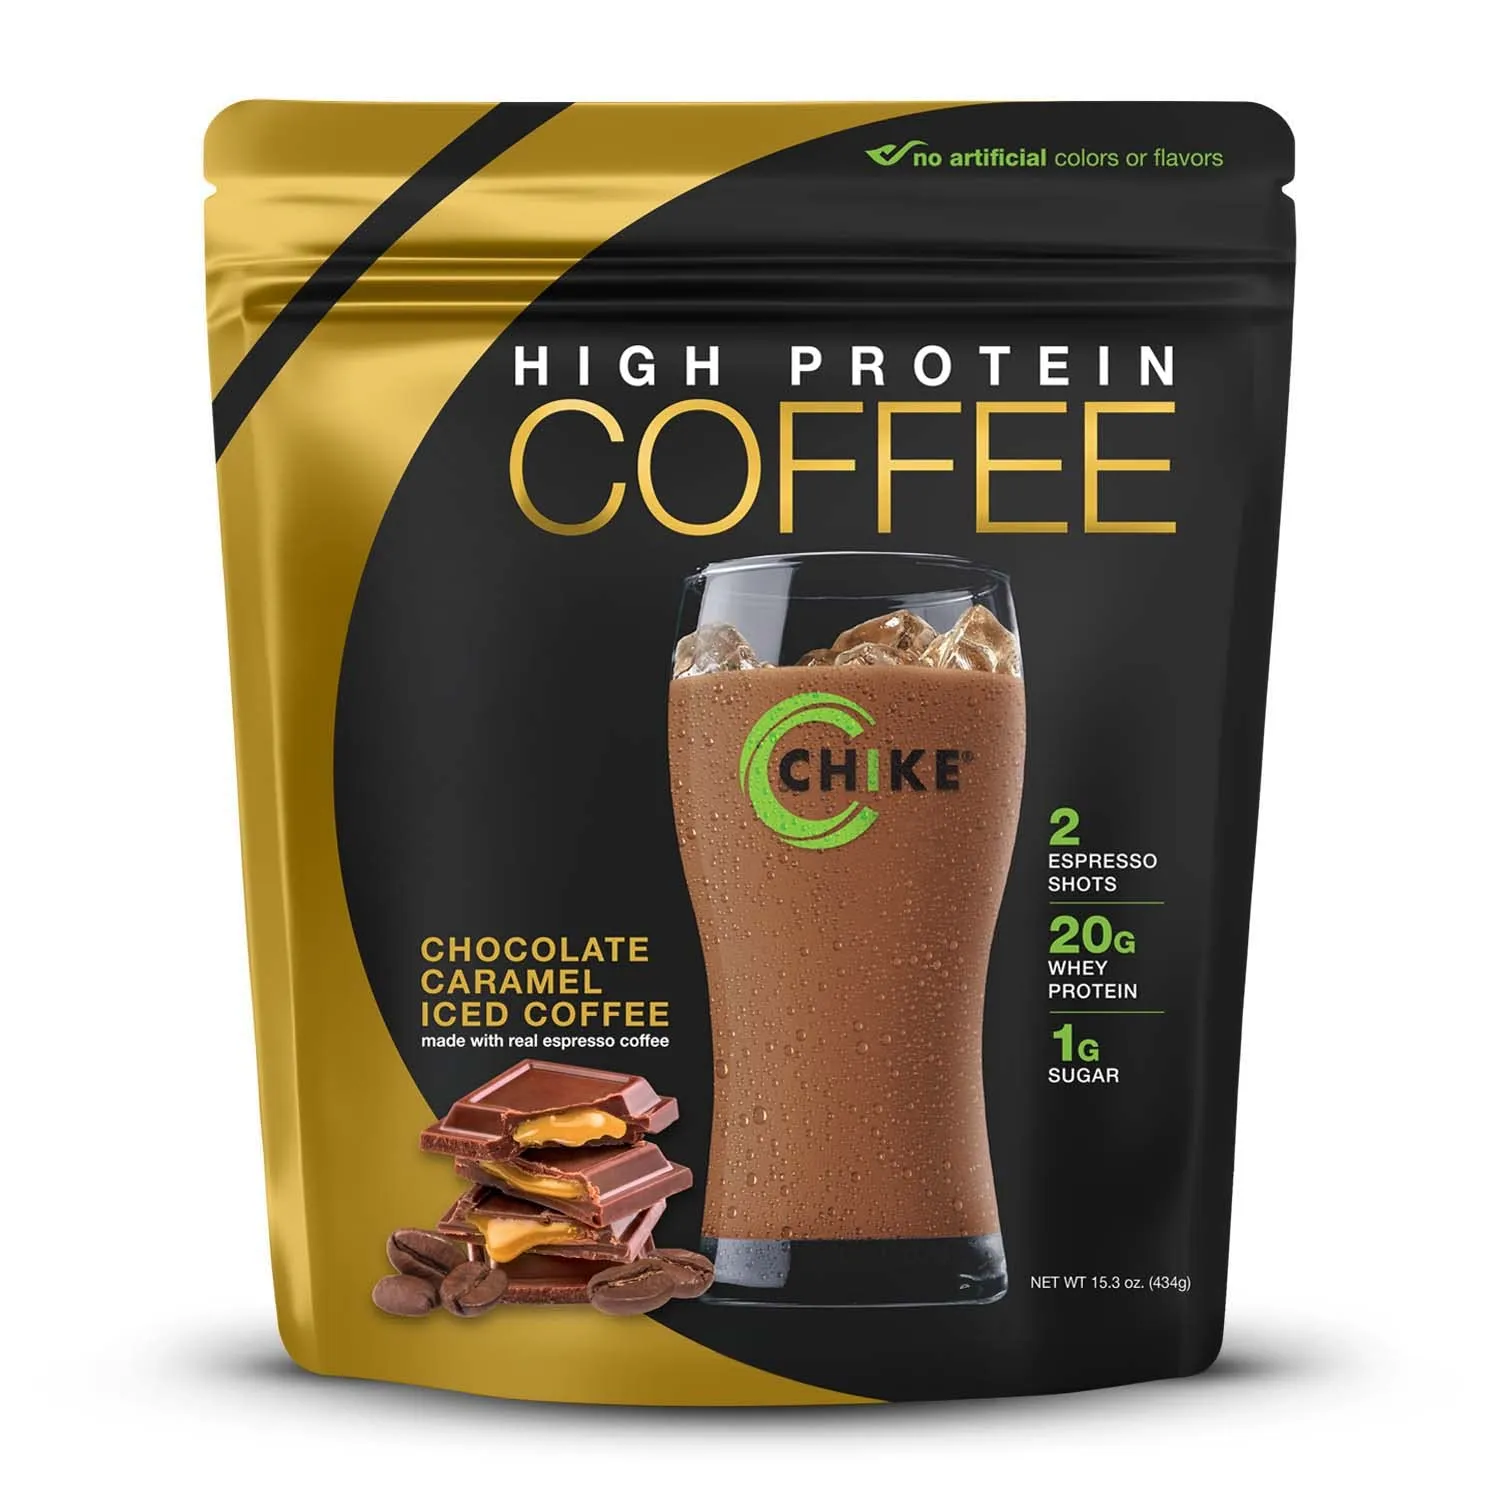 no artificial colors or flavors
HIGH PROTEIN
COFFEE
CHIKE®
2
ESPRESSO
SHOTS
20G
WHEY
PROTEIN
1G
SUGAR
CHOCOLATE
CARAMEL
ICED COFFEE
made with real espresso coffee
NET WT 15.3 oz. (434g)